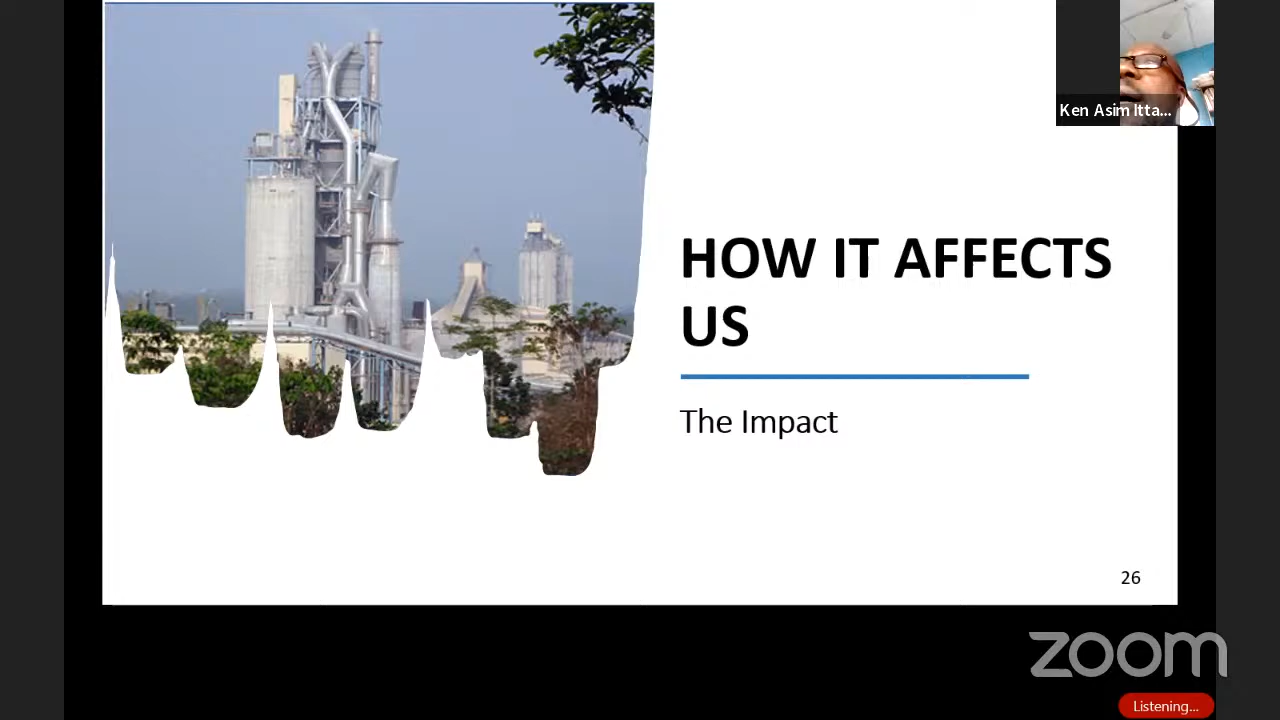 Ken Asim Itta...
HOW IT AFFECTS
US
The Impact
26
zoom
Listening...